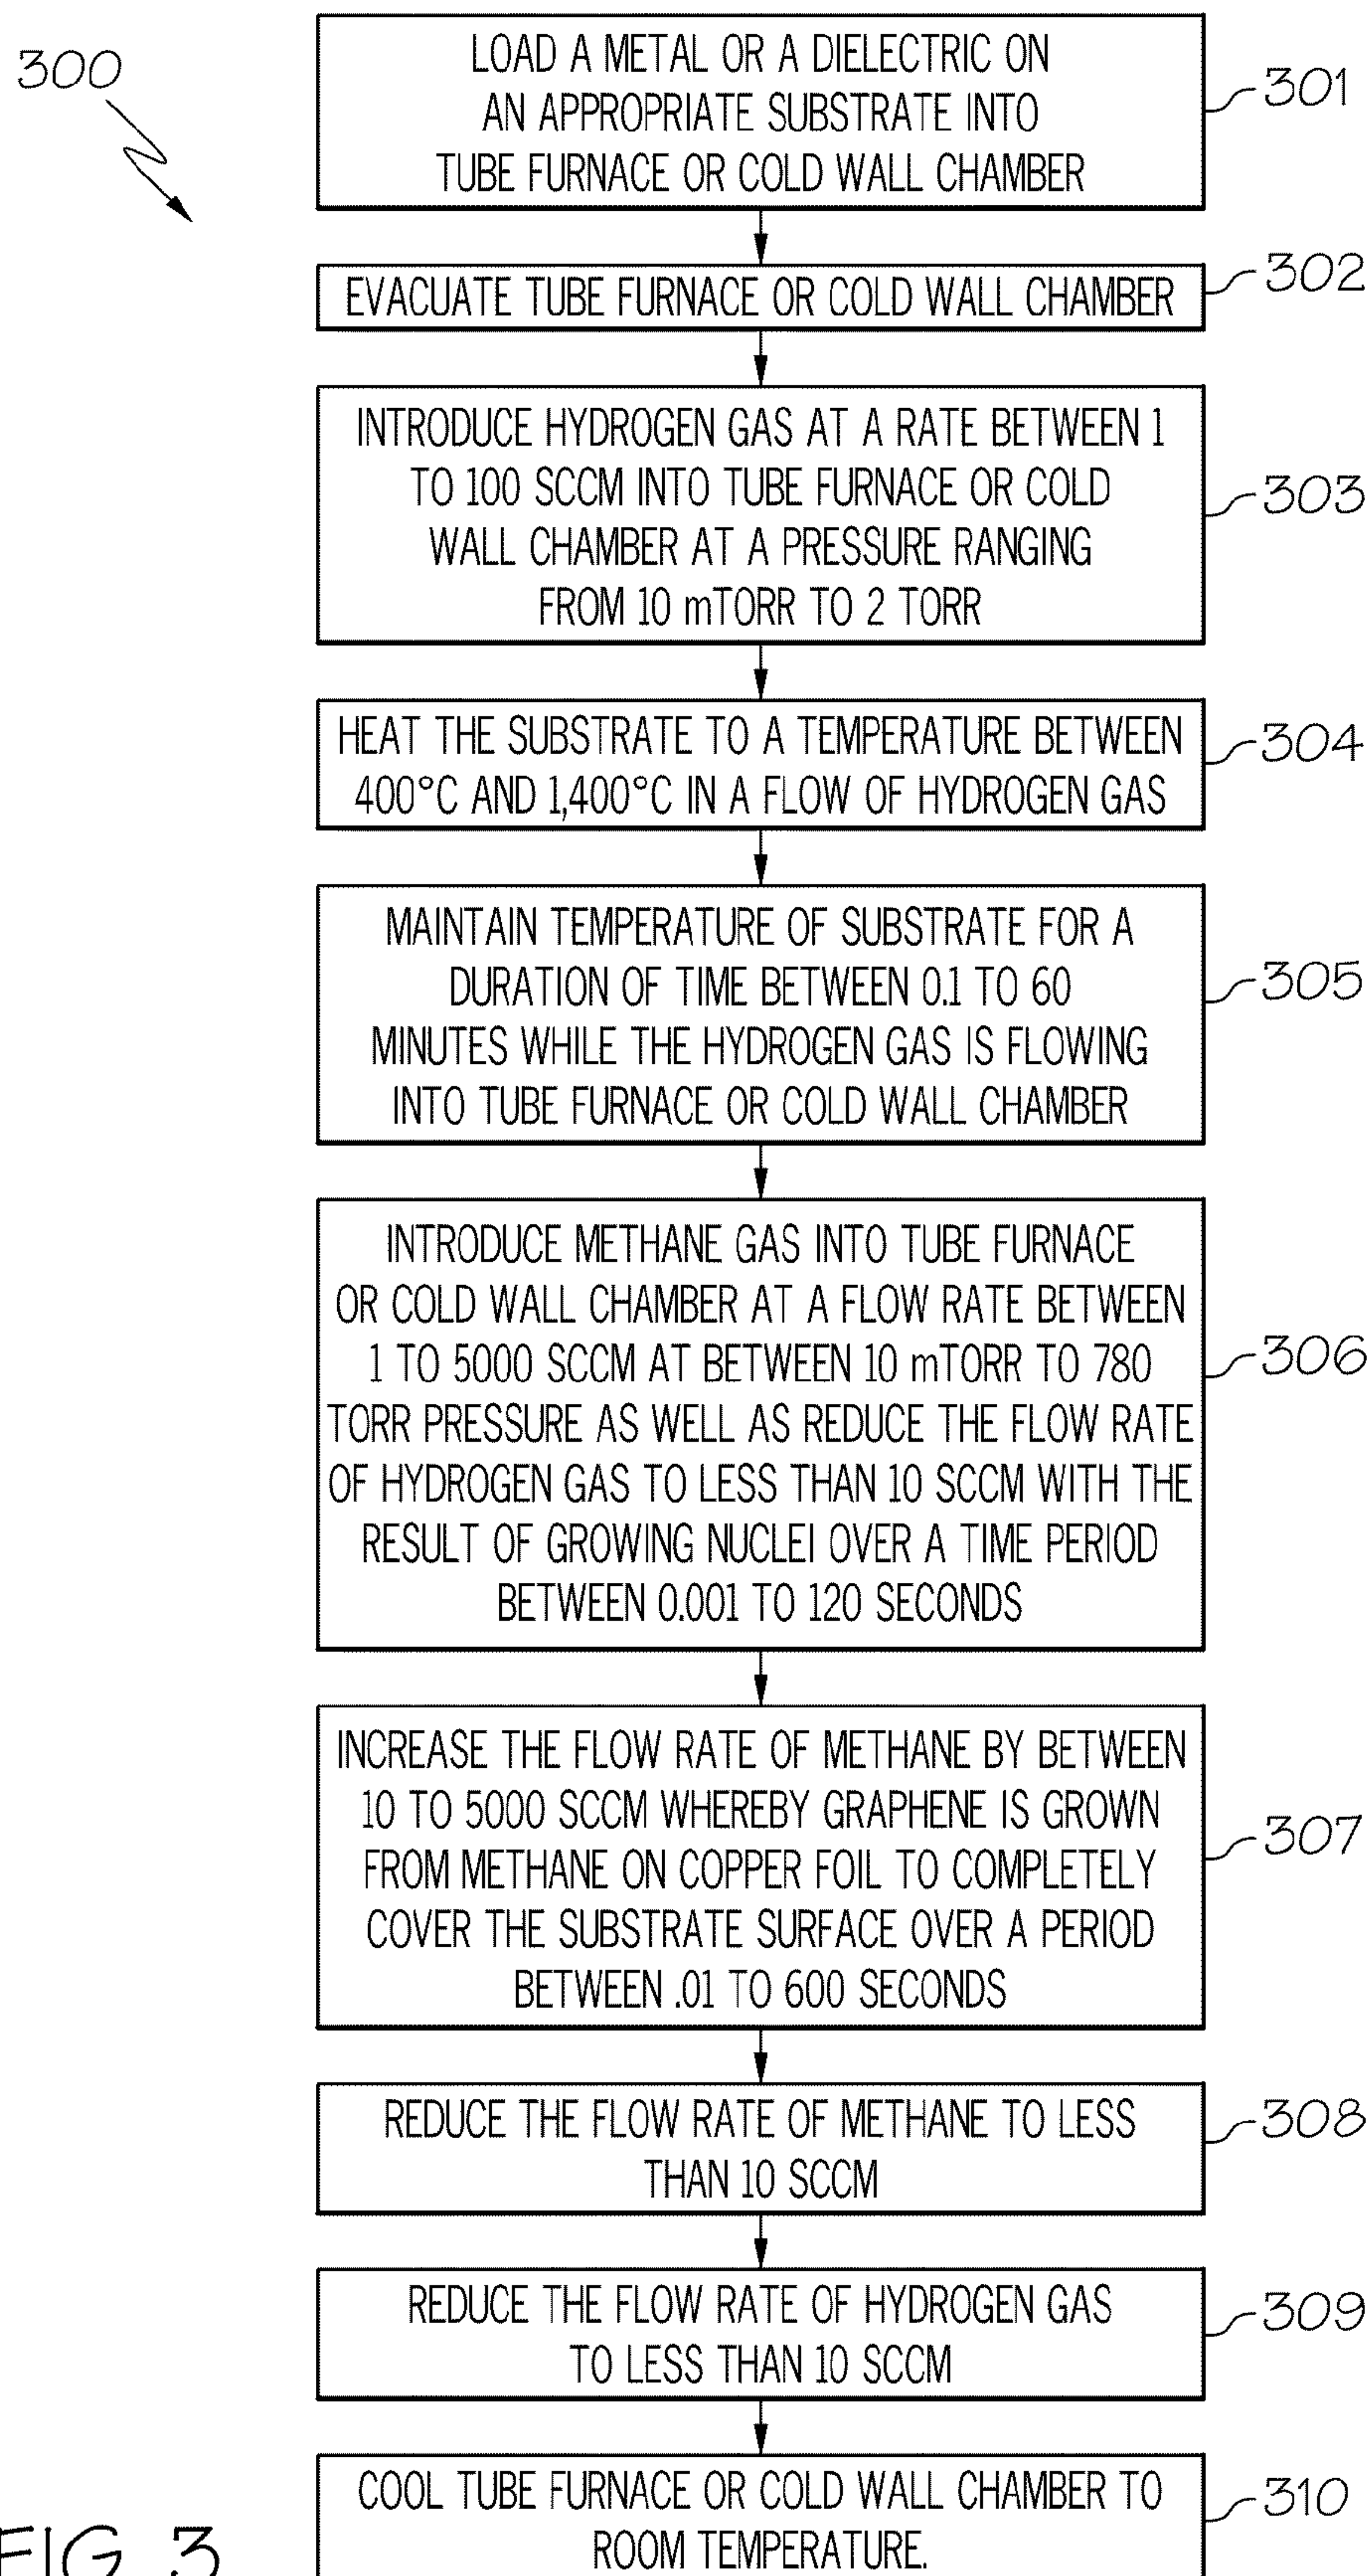 300
LOAD A METAL OR A DIELECTRIC ON
AN APPROPRIATE SUBSTRATE INTO
TUBE FURNACE OR COLD WALL CHAMBER
301
EVACUATE TUBE FURNACE OR COLD WALL CHAMBER
302
INTRODUCE HYDROGEN GAS AT A RATE BETWEEN 1
TO 100 SCCM INTO TUBE FURNACE OR COLD
WALL CHAMBER AT A PRESSURE RANGING
FROM 10 mTORR TO 2 TORR
303
HEAT THE SUBSTRATE TO A TEMPERATURE BETWEEN
400°C AND 1,400°C IN A FLOW OF HYDROGEN GAS
304
MAINTAIN TEMPERATURE OF SUBSTRATE FOR A
DURATION OF TIME BETWEEN 0.1 TO 60
MINUTES WHILE THE HYDROGEN GAS IS FLOWING
INTO TUBE FURNACE OR COLD WALL CHAMBER
305
INTRODUCE METHANE GAS INTO TUBE FURNACE
OR COLD WALL CHAMBER AT A FLOW RATE BETWEEN
1 TO 5000 SCCM AT BETWEEN 10 mTORR TO 780
TORR PRESSURE AS WELL AS REDUCE THE FLOW RATE
OF HYDROGEN GAS TO LESS THAN 10 SCCM WITH THE
RESULT OF GROWING NUCLEI OVER A TIME PERIOD
BETWEEN 0.001 TO 120 SECONDS
306
INCREASE THE FLOW RATE OF METHANE BY BETWEEN
10 TO 5000 SCCM WHEREBY GRAPHENE IS GROWN
FROM METHANE ON COPPER FOIL TO COMPLETELY
COVER THE SUBSTRATE SURFACE OVER A PERIOD
BETWEEN .01 TO 600 SECONDS
307
REDUCE THE FLOW RATE OF METHANE TO LESS
THAN 10 SCCM
308
REDUCE THE FLOW RATE OF HYDROGEN GAS
TO LESS THAN 10 SCCM
309
COOL TUBE FURNACE OR COLD WALL CHAMBER TO
ROOM TEMPERATURE.
310
FIG. 3